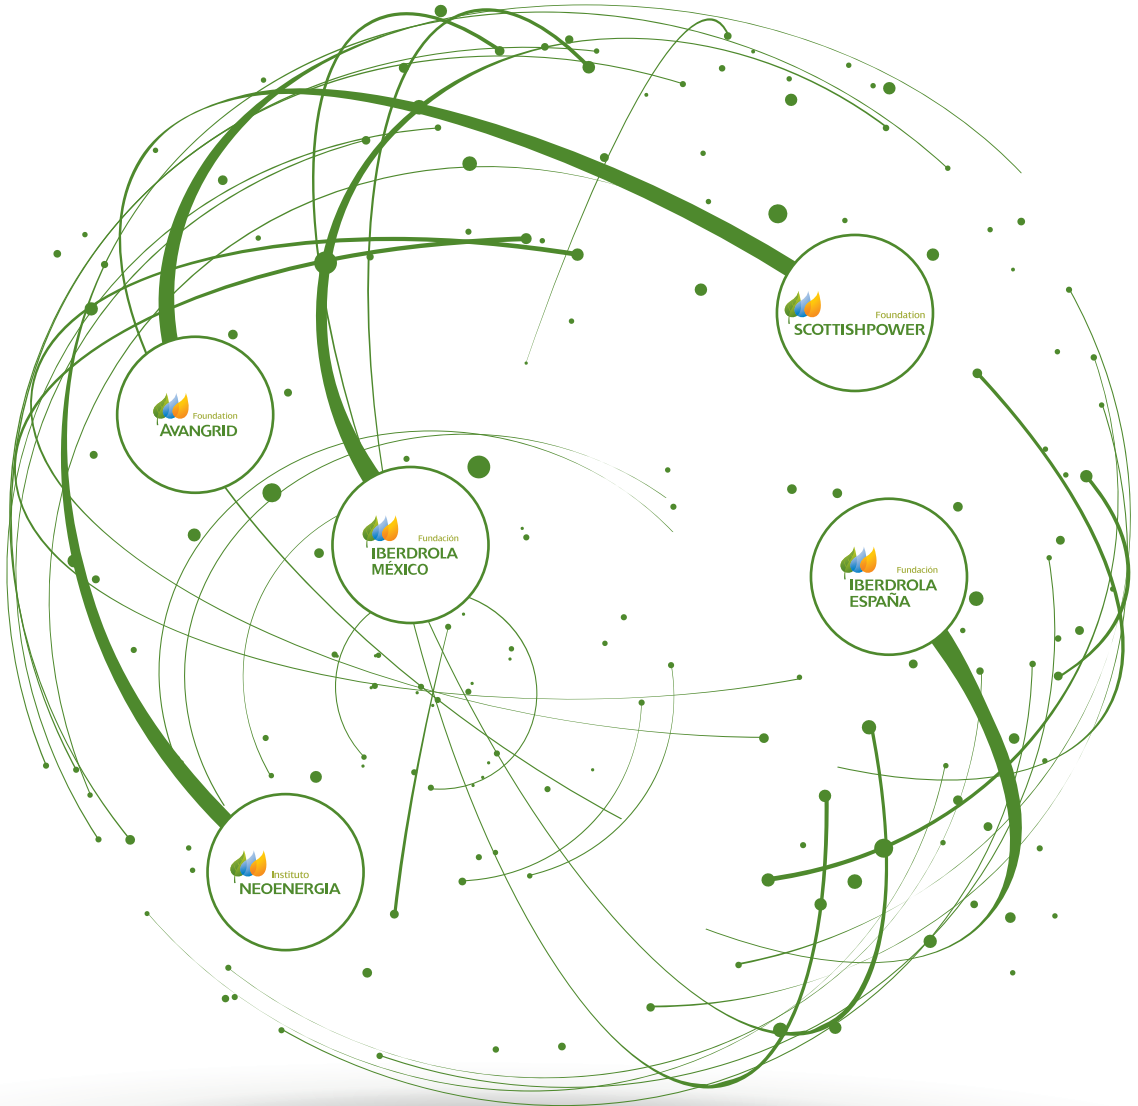 Foundation
SCOTTISHPOWER
Foundation
AVANGRID
Fundación
IBERDROLA
MÉXICO
Fundación
IBERDROLA
ESPAÑA
Instituto
NEOENERGIA